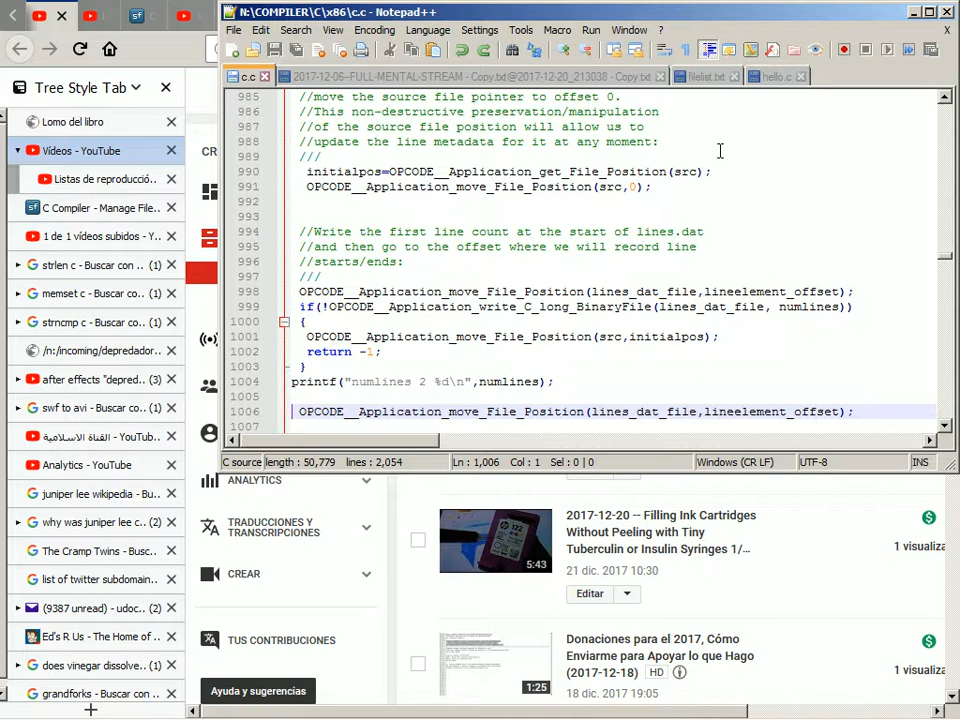 N:\COMPILER\C\x86\c.c - Notepad++
File Edit Search View Encoding Language Settings Tools Macro Run Window ? X
c.c 2017-12-06--FULL-MENTAL-STREAM - Copy.txt@2017-12-20_213038 - Copy.txt filelist.txt hello.c
985 //move the source file pointer to offset 0.
986 //This non-destructive preservation/manipulation
987 //of the source file position will allow us to
988 //update the line metadata for it at any moment:
989 ///
990 initialpos=OPCODE__Application_get_File_Position(src);
991 OPCODE__Application_move_File_Position(src,0);
992
993
994 //Write the first line count at the start of lines.dat
995 //and then go to the offset where we will record line
996 //starts/ends:
997 ///
998 OPCODE__Application_move_File_Position(lines_dat_file,lineelement_offset);
999 if(!OPCODE__Application_write_C_long_BinaryFile(lines_dat_file, numlines))
1000 {
1001 OPCODE__Application_move_File_Position(src,initialpos);
1002 return -1;
1003 }
1004 printf("numlines 2 %d\n",numlines);
1005
1006 OPCODE__Application_move_File_Position(lines_dat_file,lineelement_offset);
1007
C source length : 50,779 lines : 2,054 Ln : 1,006 Col : 1 Sel : 0 | 0 Windows (CR LF) UTF-8 INS
Tree Style Tab
Lomo del libro
Vídeos - YouTube
Listas de reproducció...
C Compiler - Manage File...
1 de 1 vídeos subidos - Y...
strlen c - Buscar con ... (1)
memset c - Buscar con ... (1)
strncmp c - Buscar con ... (1)
/n:/incoming/depredador...
after effects "depred... (3)
swf to avi
القناة الاسلامية - YouTub...
Analytics - YouTube
juniper lee wikipedia - Bu...
why was juniper lee c... (2)
The Cramp Twins - Busc...
list of twitter subdomain...
(9387 unread) - udoc... (2)
Ed's R Us - The Home of ...
does vinegar dissolve... (1)
grandforks - Buscar con ...
CR
ANALYTICS
TRADUCCIONES Y
TRANSCRIPCIONES
CREAR
TUS CONTRIBUCIONES
Ayuda y sugerencias
122
5:43
2017-12-20 -- Filling Ink Cartridges
Without Peeling with Tiny
Tuberculin or Insulin Syringes 1/...
21 dic. 2017 10:30
Editar
1 visualiza
1:25
Donaciones para el 2017, Cómo
Enviarme para Apoyar lo que Hago
(2017-12-18) HD
18 dic. 2017 19:05
1 visualiza